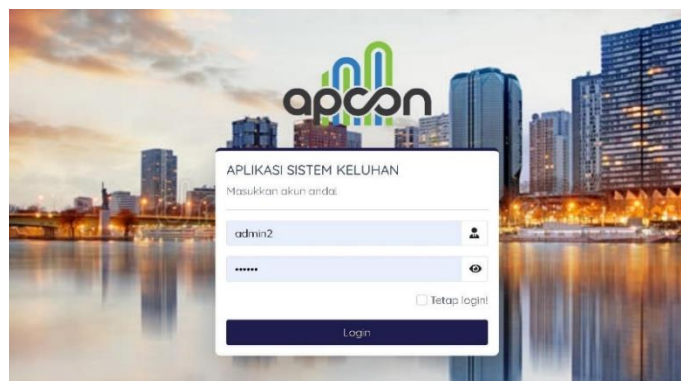 apcon
APLIKASI SISTEM KELUHAN
Masukkan akun anda!
admin2
••••••
Tetap login!
Login